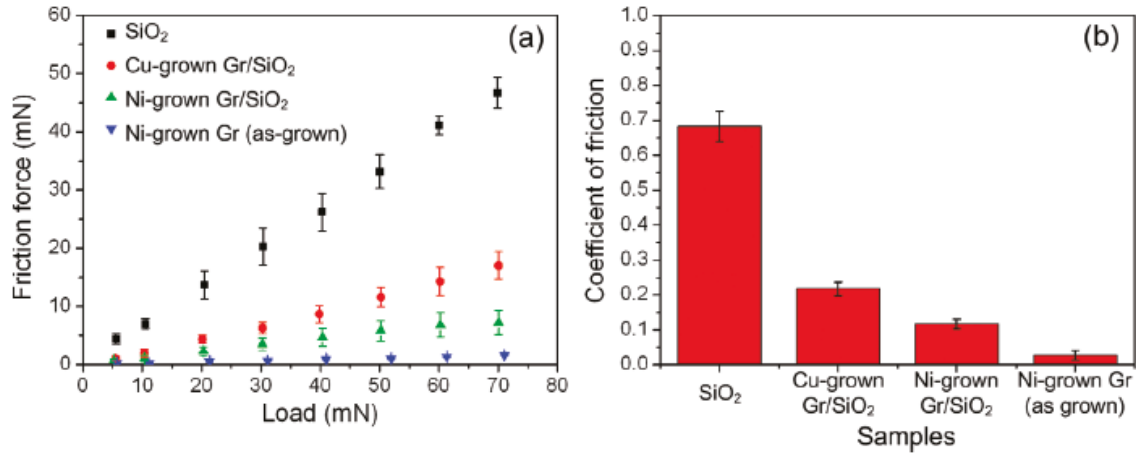 (a)
SiO₂
Cu-grown Gr/SiO₂
Ni-grown Gr/SiO₂
Ni-grown Gr (as-grown)
Friction force (mN)
60
50
40
30
20
10
0
0 10 20 30 40 50 60 70 80
Load (mN)
(b)
Coefficient of friction
1.0
0.9
0.8
0.7
0.6
0.5
0.4
0.3
0.2
0.1
0.0
SiO₂
Cu-grown
Gr/SiO₂
Ni-grown
Gr/SiO₂
Ni-grown Gr
(as grown)
Samples